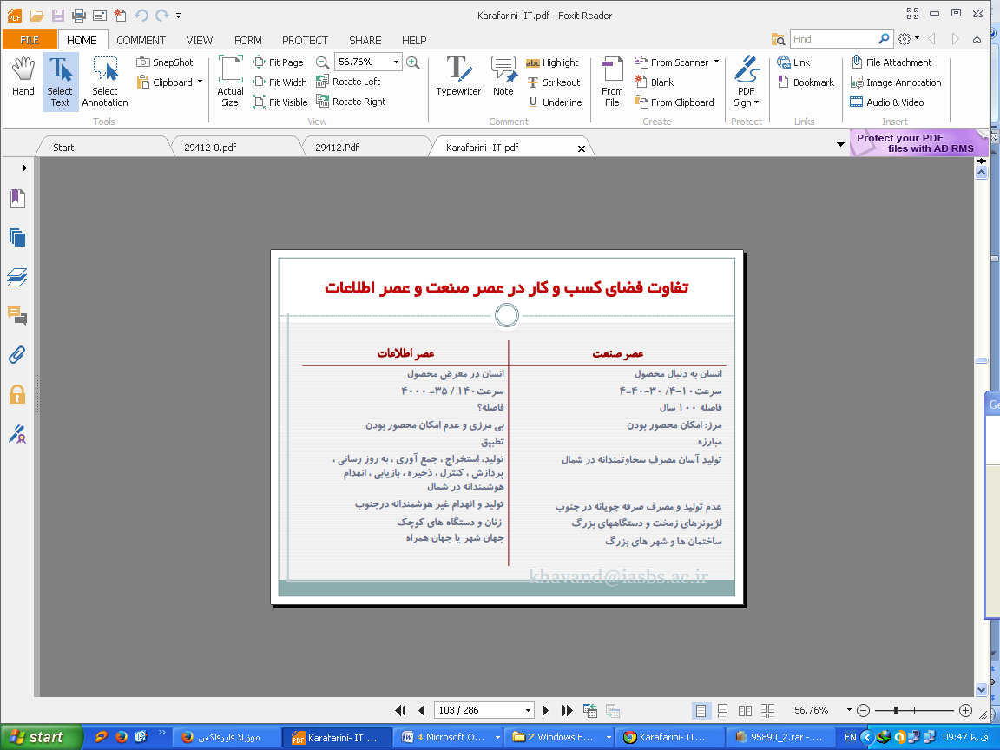 Karafarini- IT.pdf - Foxit Reader
FILE HOME COMMENT VIEW FORM PROTECT SHARE HELP
Find
Hand
Select Text
Select Annotation
SnapShot
Clipboard
Tools
Actual Size
Fit Page
Fit Width
Fit Visible
56.76%
Rotate Left
Rotate Right
View
Typewriter
Note
Highlight
Strikeout
Underline
Comment
From File
From Scanner
Blank
From Clipboard
Create
PDF Sign
Protect
Link
Bookmark
Links
File Attachment
Image Annotation
Audio & Video
Insert
Start
29412-0.pdf
29412.Pdf
Karafarini- IT.pdf
Protect your PDF
files with AD RMS
تفاوت فضای کسب و کار در عصر صنعت و عصر اطلاعات
عصر صنعت
انسان به دنبال محصول
سرعت۱۰-۴/ ۳۰-۴۰=۴
فاصله ۱۰۰ سال
مرز: امکان محصور بودن
مبارزه
تولید آسان مصرف سخاوتمندانه در شمال
عدم تولید و مصرف صرفه جویانه در جنوب
لژیونرهای زمخت و دستگاههای بزرگ
ساختمان ها و شهر های بزرگ
عصر اطلاعات
انسان در معرض محصول
سرعت۱۴۰ / ۳۵= ۴۰۰۰
فاصله؟
بی مرزی و عدم امکان محصور بودن
تطبیق
تولید، استخراج ، جمع آوری ، به روز رسانی ،
پردازش ، کنترل ، ذخیره ، بازیابی ، انهدام
هوشمندانه در شمال
تولید و انهدام غیر هوشمندانه درجنوب
زنان و دستگاه های کوچک
جهان شهر یا جهان همراه
khavand@iasbs.ac.ir
103 / 286
56.76%
start
موزیلا فایرفاکس
Karafarini- IT....
4 Microsoft O...
2 Windows E...
Karafarini- IT....
95890_2.rar - ...
EN
09:47 ق.ظ